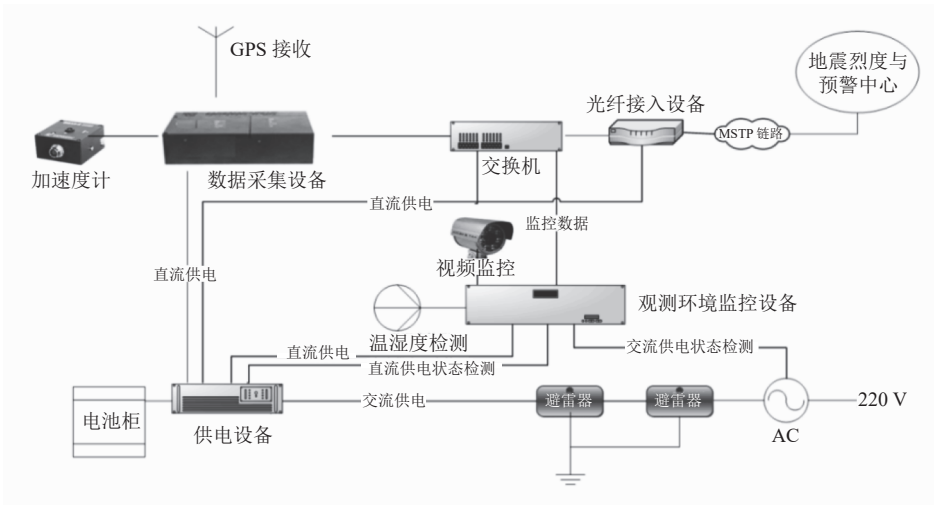 GPS 接收
地震烈度与
预警中心
光纤接入设备
MSTP 链路
加速度计
数据采集设备
交换机
直流供电
监控数据
视频监控
直流供电
观测环境监控设备
温湿度检测
直流供电
交流供电状态检测
直流供电状态检测
电池柜
供电设备
交流供电
避雷器
避雷器
220 V
AC